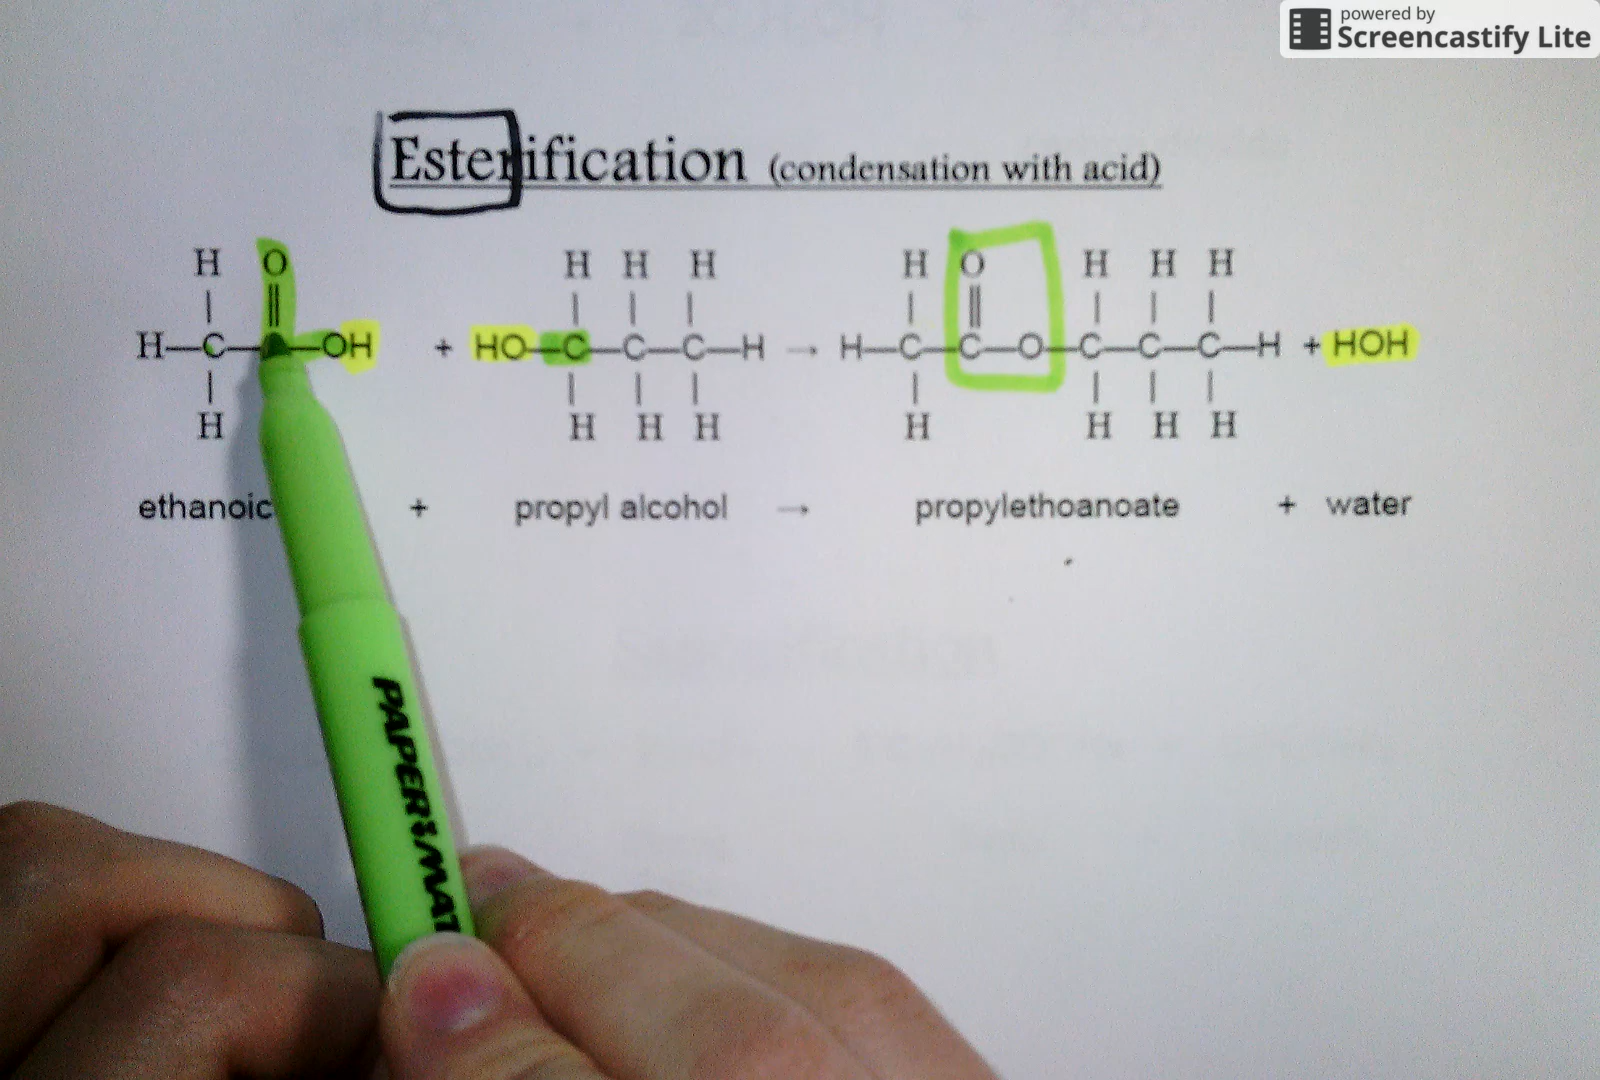 powered by
Screencastify Lite
Esterification (condensation with acid)
H O H H H H O H H H
H—C— —OH + HO—C—C—C—H → H—C—C—O—C—C—C—H + HOH
H H H H H H H H
ethanoic + propyl alcohol → propylethoanoate + water
PAPER:MAT